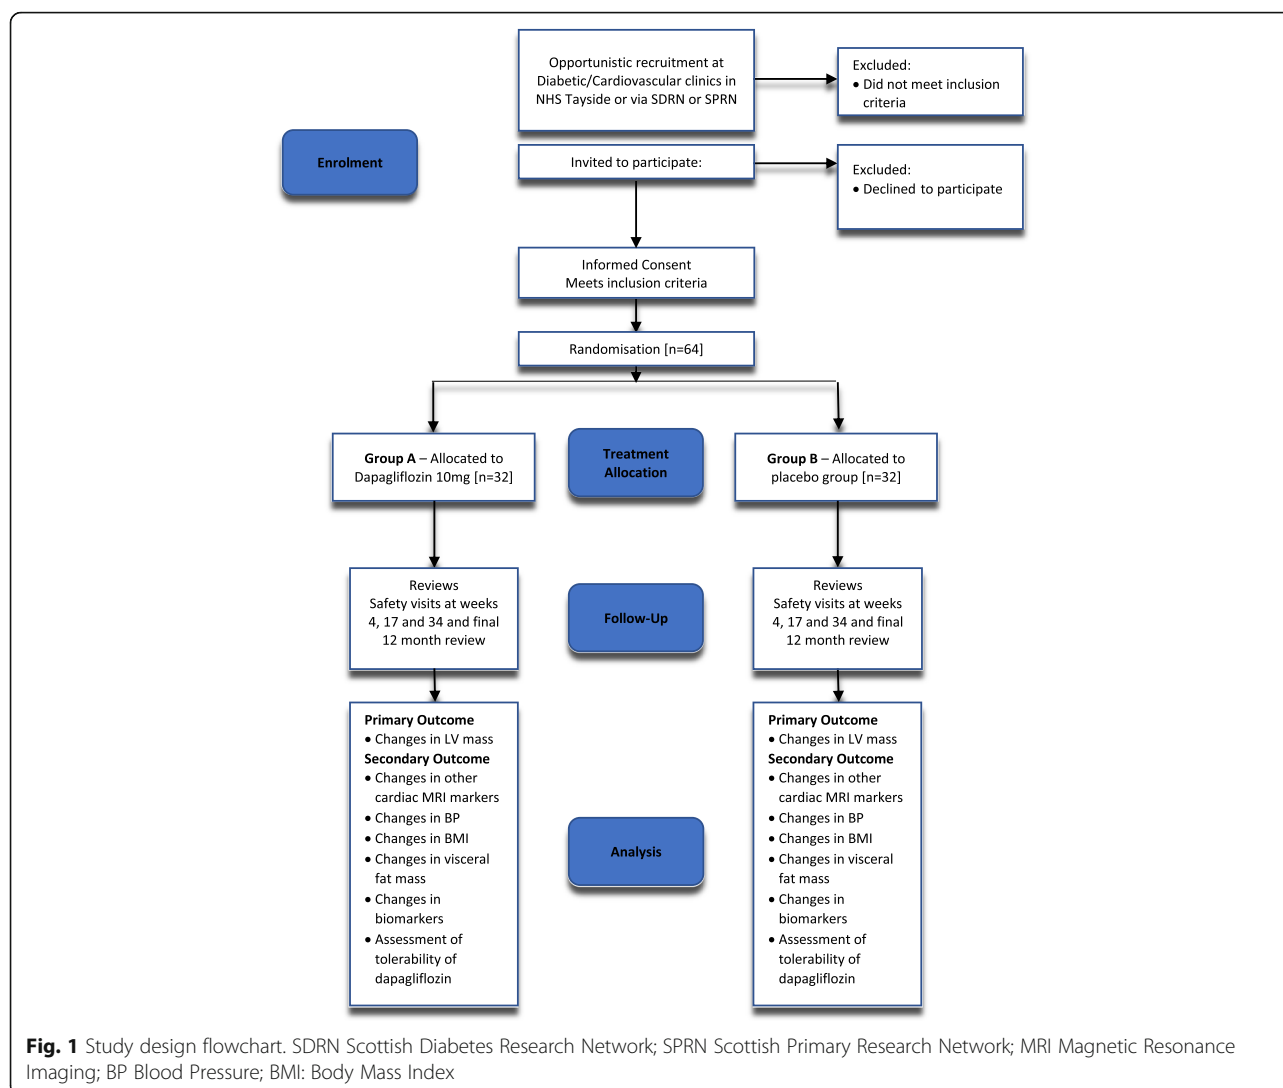 Opportunistic recruitment at
Diabetic/Cardiovascular clinics in
NHS Tayside or via SDRN or SPRN
Excluded:
• Did not meet inclusion
criteria
Enrolment
Invited to participate:
Excluded:
• Declined to participate
Informed Consent
Meets inclusion criteria
Randomisation [n=64]
Group A – Allocated to
Dapagliflozin 10mg [n=32]
Treatment
Allocation
Group B – Allocated to
placebo group [n=32]
Reviews
Safety visits at weeks
4, 17 and 34 and final
12 month review
Follow-Up
Reviews
Safety visits at weeks
4, 17 and 34 and final
12 month review
Primary Outcome
• Changes in LV mass
Secondary Outcome
• Changes in other
cardiac MRI markers
• Changes in BP
• Changes in BMI
• Changes in visceral
fat mass
• Changes in
biomarkers
• Assessment of
tolerability of
dapagliflozin
Analysis
Primary Outcome
• Changes in LV mass
Secondary Outcome
• Changes in other
cardiac MRI markers
• Changes in BP
• Changes in BMI
• Changes in visceral
fat mass
• Changes in
biomarkers
• Assessment of
tolerability of
dapagliflozin
Fig. 1 Study design flowchart. SDRN Scottish Diabetes Research Network; SPRN Scottish Primary Research Network; MRI Magnetic Resonance
Imaging; BP Blood Pressure; BMI: Body Mass Index